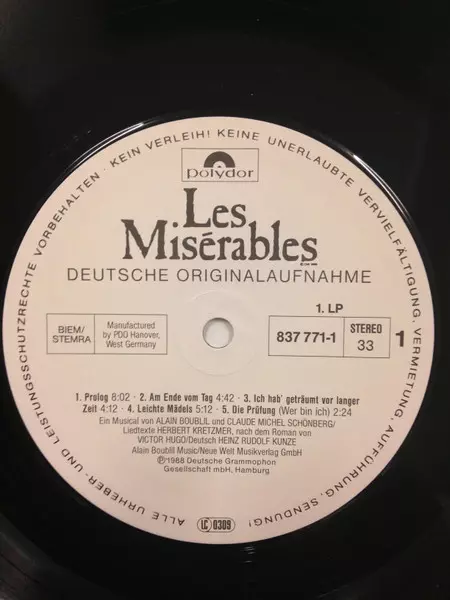 ALLE URHEBER- UND LEISTUNGSSCHUTZRECHTE VORBEHALTEN · KEIN VERLEIH! KEINE UNERLAUBTE VERVIELFÄLTIGUNG, VERMIETUNG, AUFFÜHRUNG, SENDUNG!
polydor
Les
Misérables
DEUTSCHE ORIGINALAUFNAHME
1. LP
BIEM/
STEMRA
Manufactured
by PDO Hanover,
West Germany
837 771-1
STEREO
33
1
1. Prolog 8:02 · 2. Am Ende vom Tag 4:42 · 3. Ich hab' geträumt vor langer
Zeit 4:12 · 4. Leichte Mädels 5:12 · 5. Die Prüfung (Wer bin ich) 2:24
Ein Musical von ALAIN BOUBLIL und CLAUDE MICHEL SCHÖNBERG/
Liedtexte HERBERT KRETZMER, nach dem Roman von
VICTOR HUGO/Deutsch HEINZ RUDOLF KUNZE
Alain Boublil Music/Neue Welt Musikverlag GmbH
Ⓟ1988 Deutsche Grammophon
Gesellschaft mbH, Hamburg
LC 0309